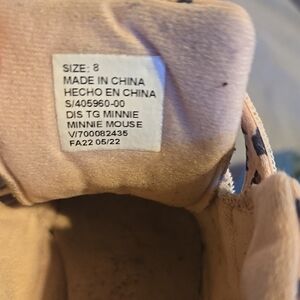 SIZE: 8
MADE IN CHINA
HECHO EN CHINA
S/405960-00
DIS TG MINNIE
MINNIE MOUSE
V/700082435
FA22 05/22